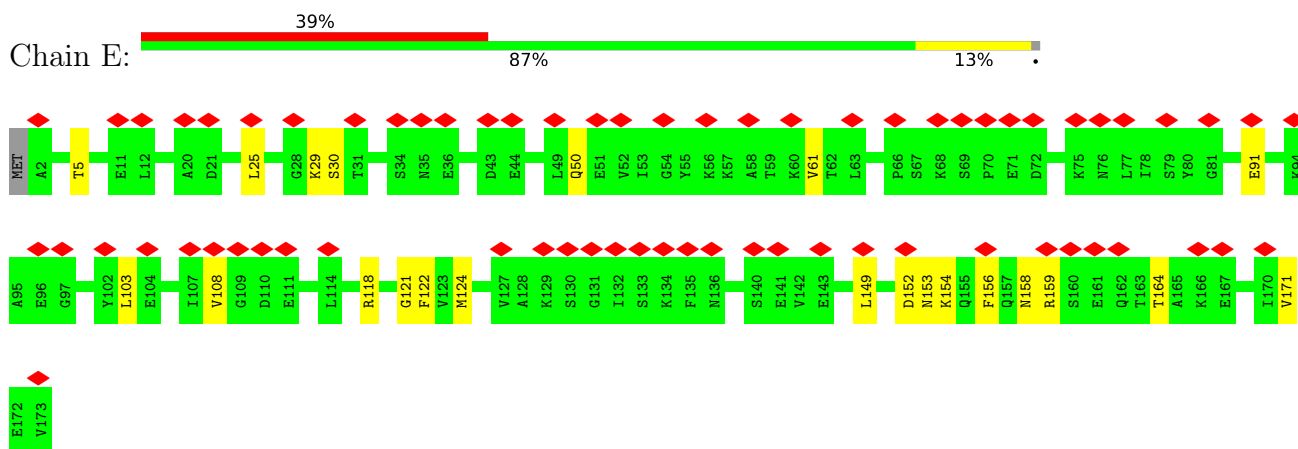 39%
Chain E:
87% 13% .
MET A2 T5 E11 L12 A20 D21 L25 G28 K29 S30 T31 S34 N35 E36 D43 E44 L49 Q50 E51 V52 I53 G54 Y55 K56 K57 A58 T59 K60 V61 T62 L63 P66 S67 K68 S69 P70 E71 D72 K75 N76 L77 I78 S79 Y80 G81 E91 K94
A95 E96 G97 Y102 L103 E104 I107 V108 G109 D110 E111 L114 R118 G121 F122 V123 M124 V127 A128 K129 S130 G131 I132 S133 K134 F135 N136 S140 E141 V142 E143 L149 D152 N153 K154 Q155 F156 Q157 N158 R159 S160 E161 Q162 T163 T164 A165 K166 E167 I170 V171
E172 V173